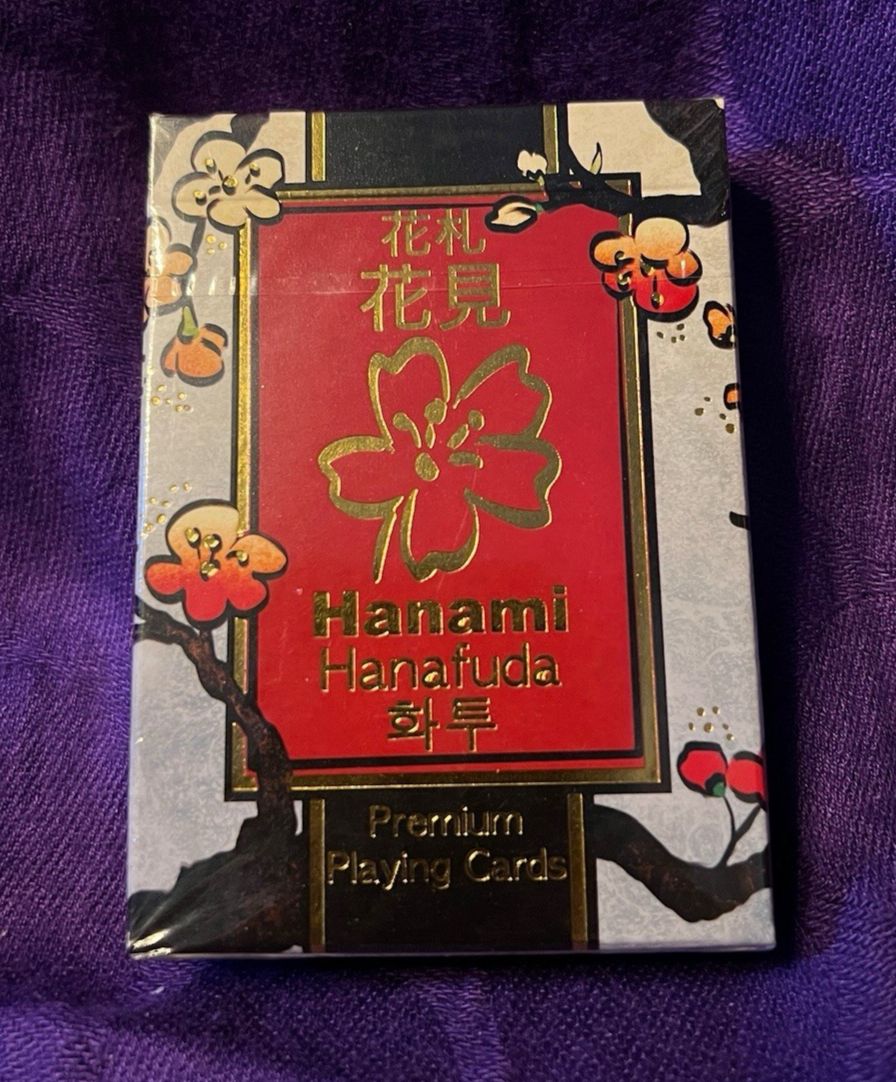 花札
花見
Hanami
Hanafuda
화투
Premium
Playing Cards